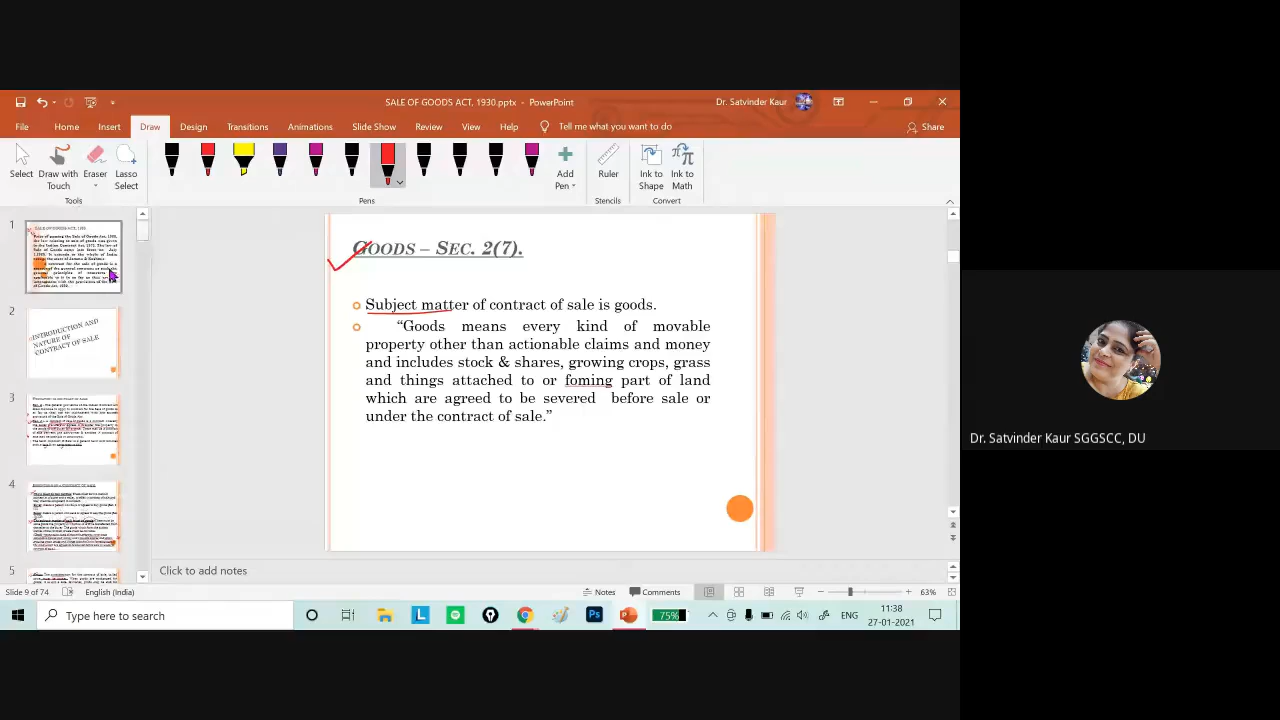 SALE OF GOODS ACT, 1930.pptx - PowerPoint
Dr. Satvinder Kaur
File Home Insert Draw Design Transitions Animations Slide Show Review View Help Tell me what you want to do Share
Select
Draw with Touch
Eraser
Lasso Select
Add Pen
Ruler
Ink to Shape
Ink to Math
Tools Pens Stencils Convert
1
2
INTRODUCTION AND
NATURE OF
CONTRACT OF SALE
3
4
5
GOODS – SEC. 2(7).
Subject matter of contract of sale is goods.
“Goods means every kind of movable
property other than actionable claims and money
and includes stock & shares, growing crops, grass
and things attached to or foming part of land
which are agreed to be severed before sale or
under the contract of sale.”
Click to add notes
Slide 9 of 74 English (India) Notes Comments 63%
Type here to search
75%
ENG
11:38
27-01-2021
Dr. Satvinder Kaur SGGSCC, DU